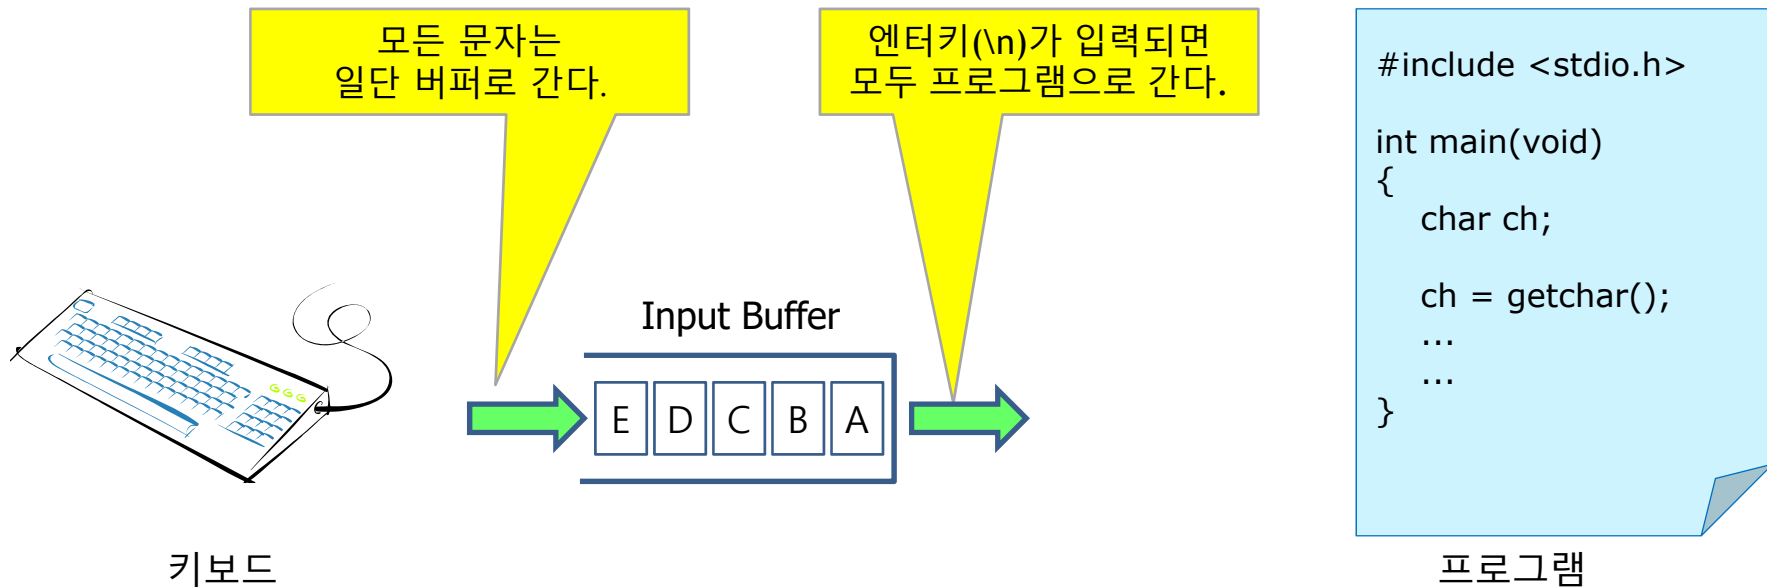 모든 문자는
일단 버퍼로 간다.
엔터키(\n)가 입력되면
모두 프로그램으로 간다.
#include <stdio.h>
int main(void)
{
char ch;
ch = getchar();
...
...
}
Input Buffer
E D C B A
키보드
프로그램